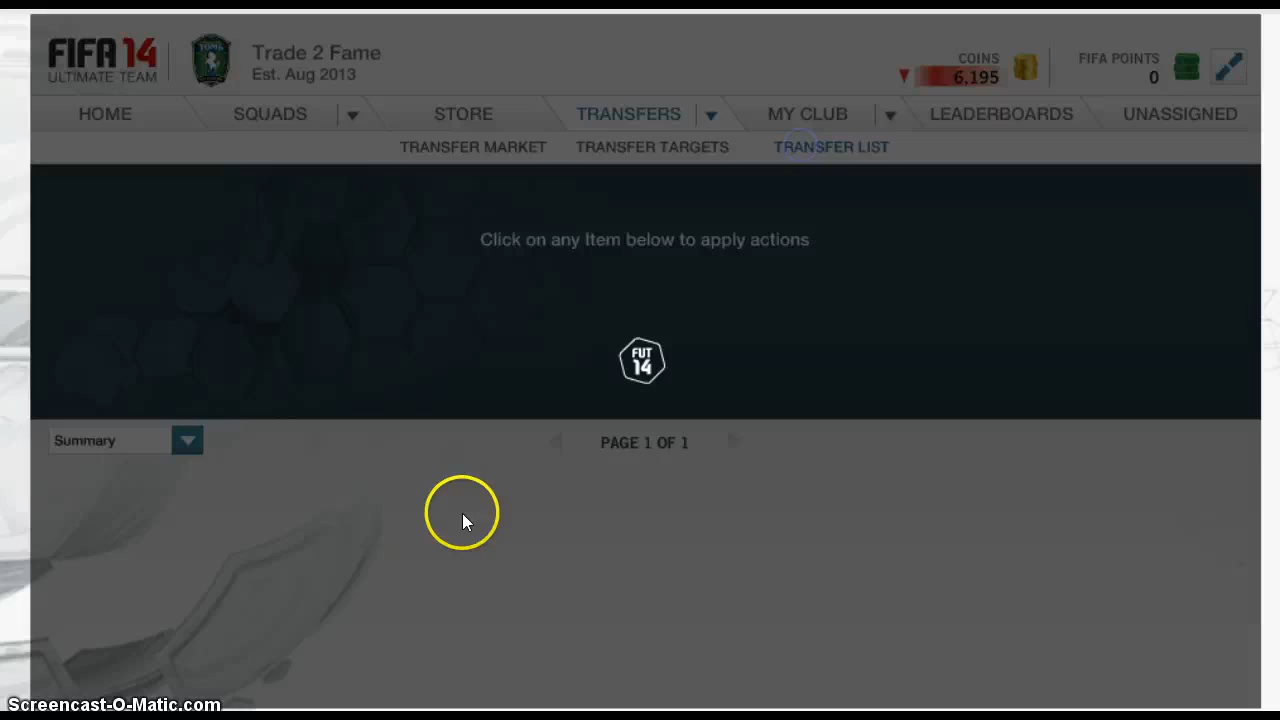 FIFA 14
ULTIMATE TEAM
Trade 2 Fame
Est. Aug 2013
COINS
6,195
FIFA POINTS
0
HOME
SQUADS
STORE
TRANSFERS
MY CLUB
LEADERBOARDS
UNASSIGNED
TRANSFER MARKET
TRANSFER TARGETS
TRANSFER LIST
Click on any Item below to apply actions
FUT
14
Summary
PAGE 1 OF 1
Screencast-O-Matic.com